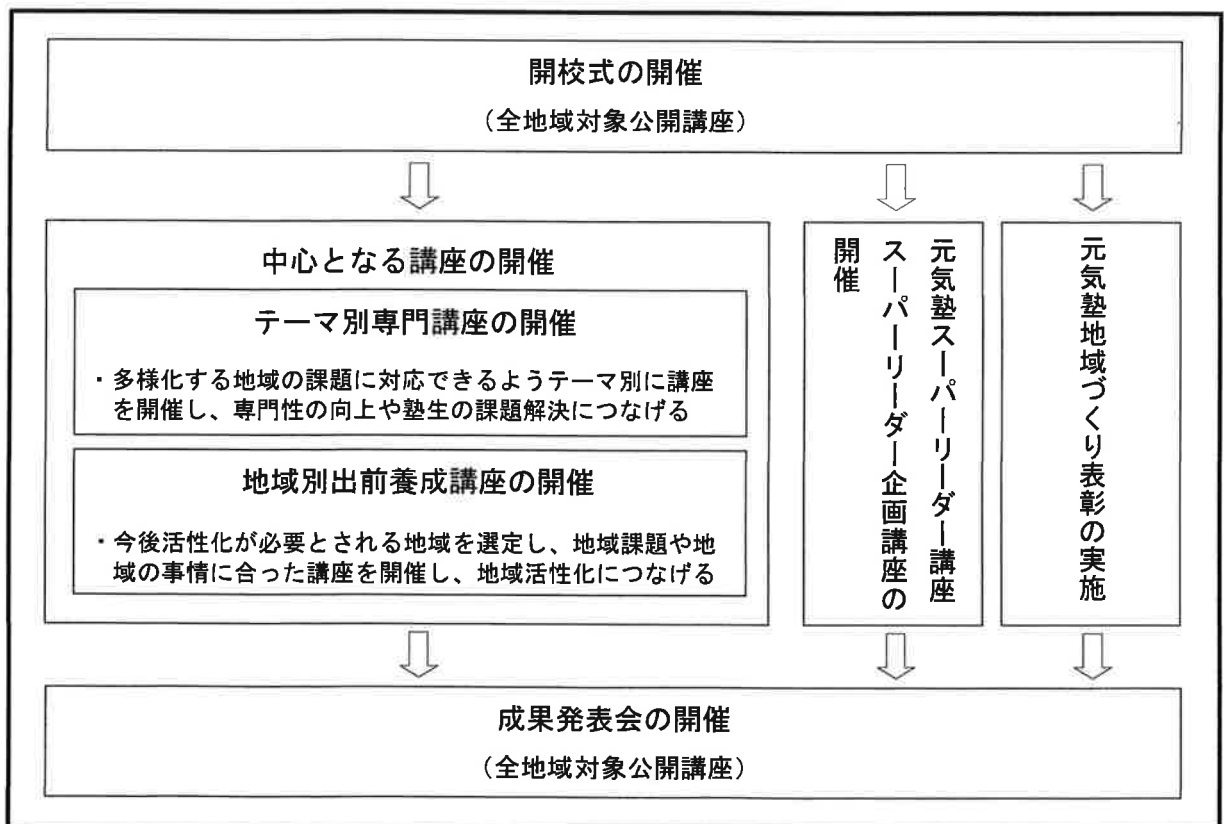 開校式の開催
（全地域対象公開講座）
中心となる講座の開催
テーマ別専門講座の開催
・多様化する地域の課題に対応できるようテーマ別に講座
を開催し、専門性の向上や塾生の課題解決につなげる
地域別出前養成講座の開催
・今後活性化が必要とされる地域を選定し、地域課題や地
域の事情に合った講座を開催し、地域活性化につなげる
元気塾スーパーリーダー講座
スーパーリーダー企画講座の
開催
元気塾地域づくり表彰の実施
成果発表会の開催
（全地域対象公開講座）